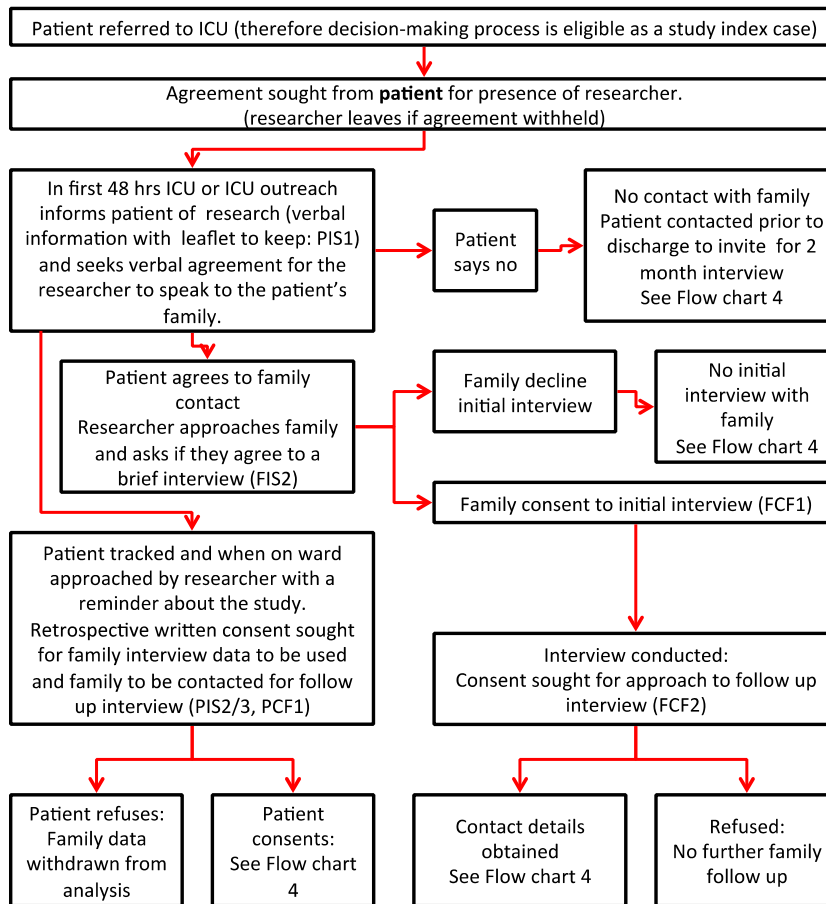 Patient referred to ICU (therefore decision-making process is eligible as a study index case)
Agreement sought from patient for presence of researcher.
(researcher leaves if agreement withheld)
In first 48 hrs ICU or ICU outreach
informs patient of research (verbal
information with leaflet to keep: PIS1)
and seeks verbal agreement for the
researcher to speak to the patient's
family.
Patient
says no
No contact with family
Patient contacted prior to
discharge to invite for 2
month interview
See Flow chart 4
Patient agrees to family
contact
Researcher approaches family
and asks if they agree to a
brief interview (FIS2)
Family decline
initial interview
No initial
interview with
family
See Flow chart 4
Family consent to initial interview (FCF1)
Patient tracked and when on ward
approached by researcher with a
reminder about the study.
Retrospective written consent sought
for family interview data to be used
and family to be contacted for follow
up interview (PIS2/3, PCF1)
Interview conducted:
Consent sought for approach to follow up
interview (FCF2)
Patient refuses:
Family data
withdrawn from
analysis
Patient
consents:
See Flow chart
4
Contact details
obtained
See Flow chart 4
Refused:
No further family
follow up